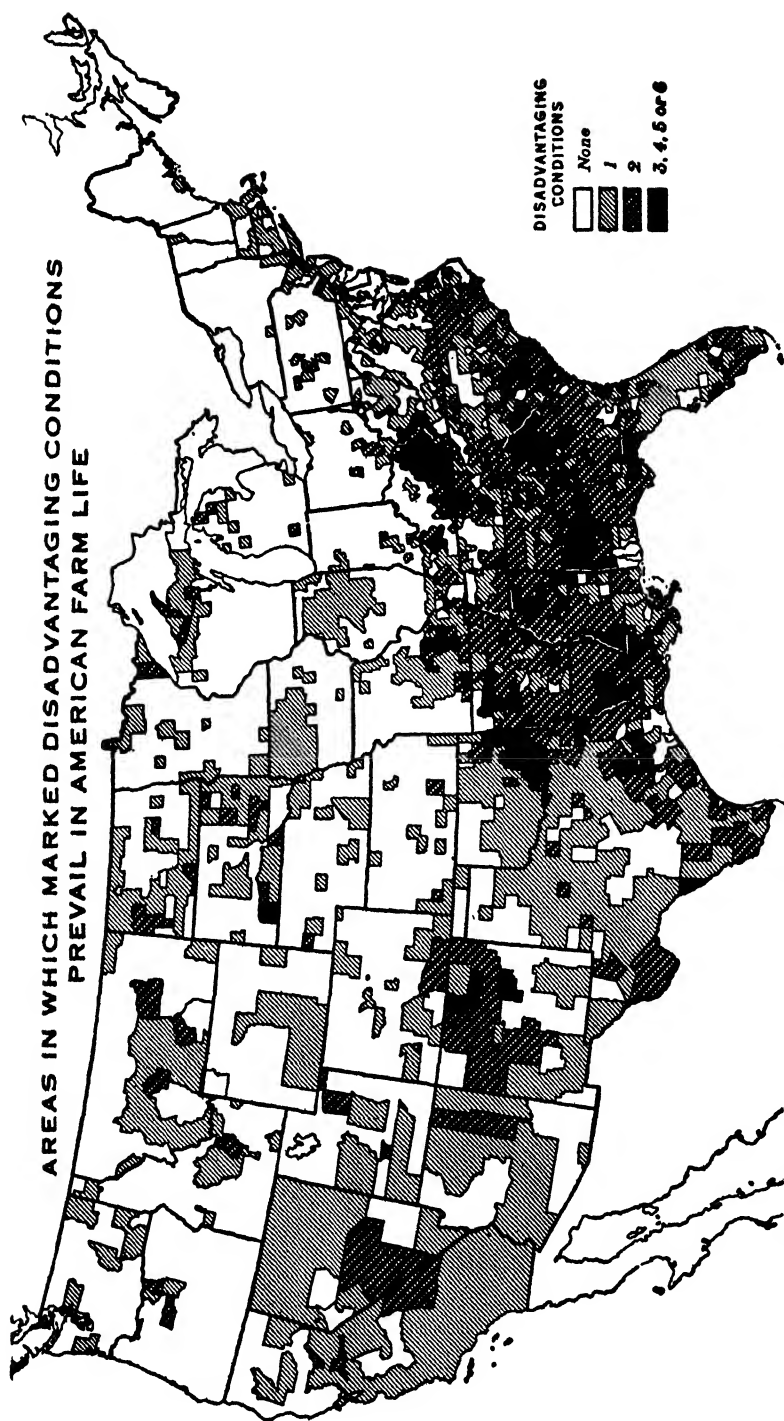 AREAS IN WHICH MARKED DISADVANTAGING CONDITIONS
PREVAIL IN AMERICAN FARM LIFE
DISADVANTAGING
CONDITIONS
None
1
2
3, 4, 5 or 6